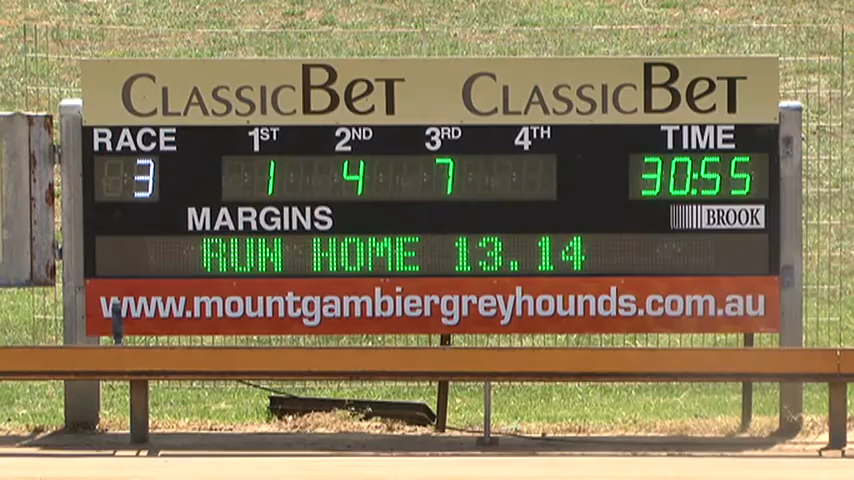 CLASSICBET CLASSICBET
RACE 1ST 2ND 3RD 4TH TIME
3 1 4 7 30:55
MARGINS BROOK
RUN HOME 13.14
www.mountgambiergreyhounds.com.au